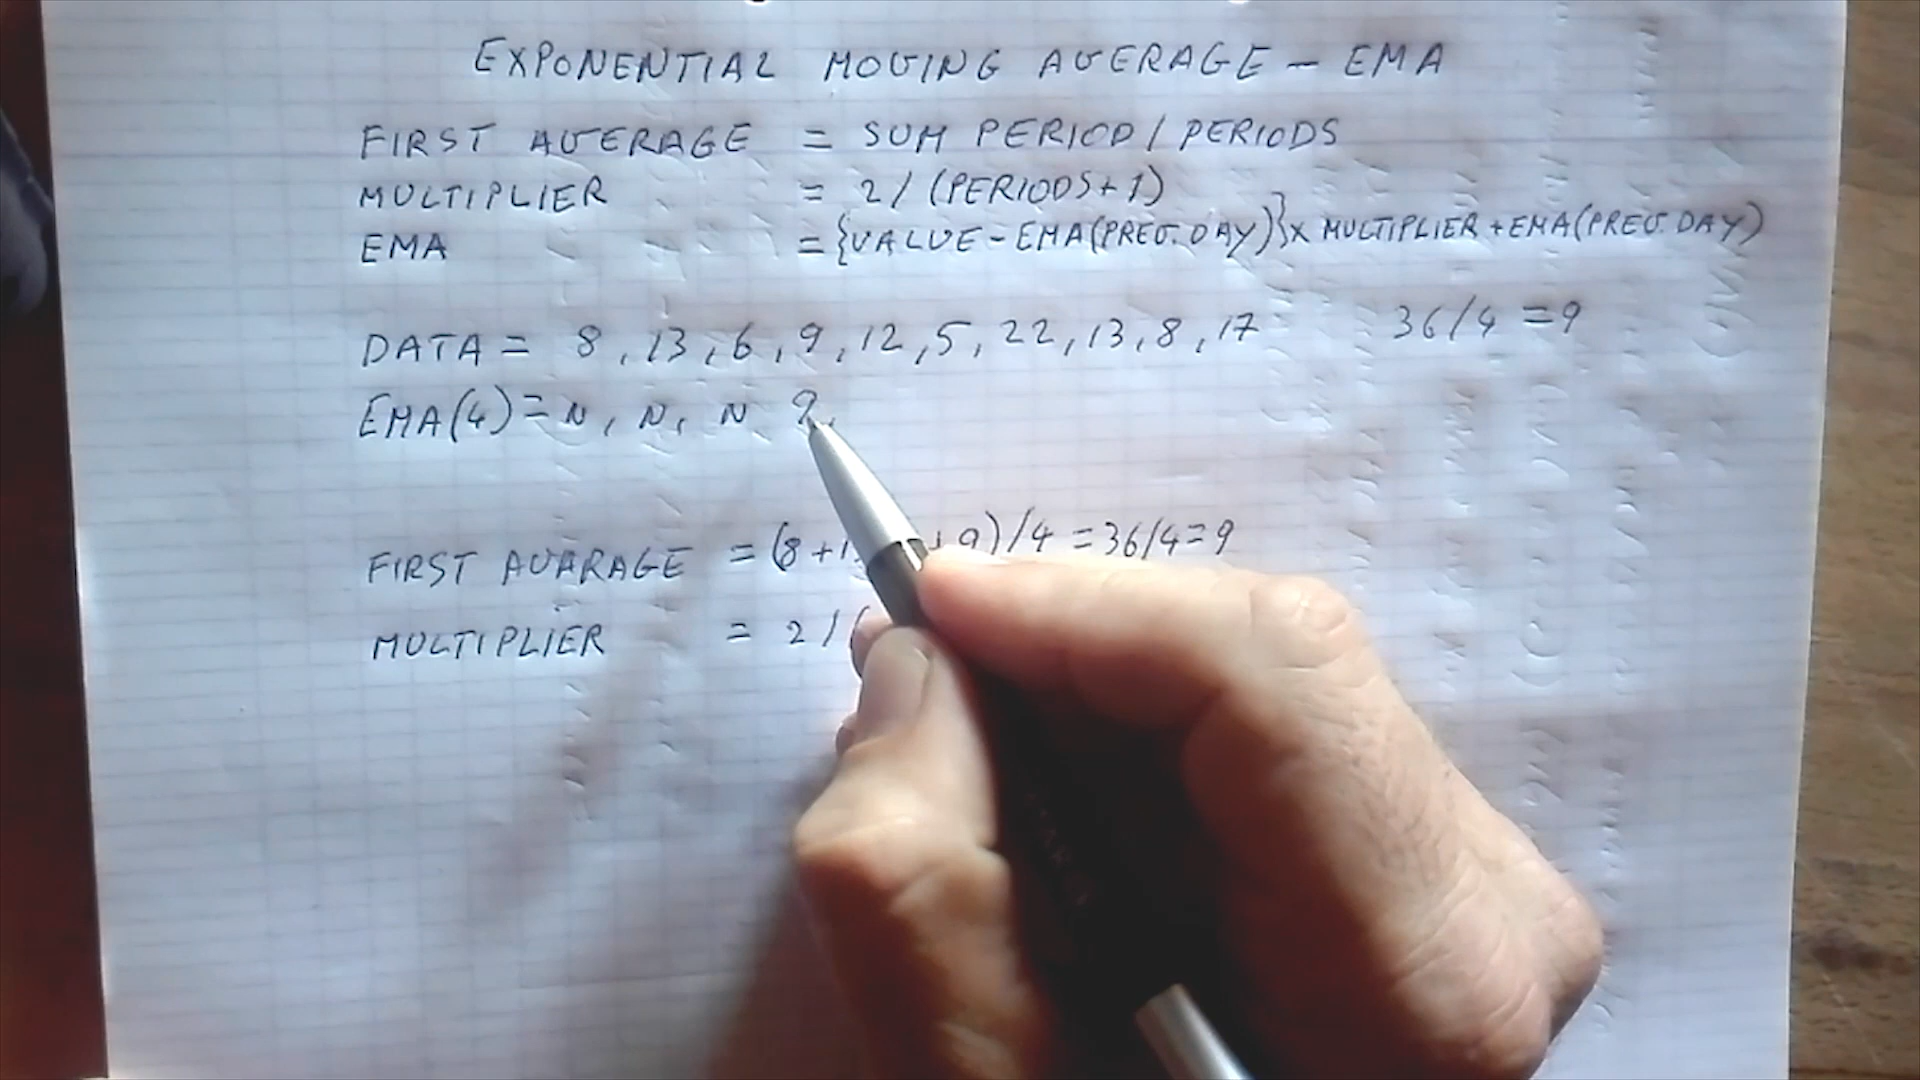 EXPONENTIAL MOVING AVERAGE - EMA
FIRST AVERAGE = SUM PERIOD / PERIODS
MULTIPLIER = 2 / (PERIODS + 1)
EMA = {VALUE - EMA(PREV. DAY)} X MULTIPLIER + EMA(PREV. DAY)
DATA = 8, 13, 6, 9, 12, 5, 22, 13, 8, 17 36/4 = 9
EMA(4) = N, N, N 9,
FIRST AVARAGE = (8 + 1 + 9) / 4 = 36/4 = 9
MULTIPLIER = 2 / (